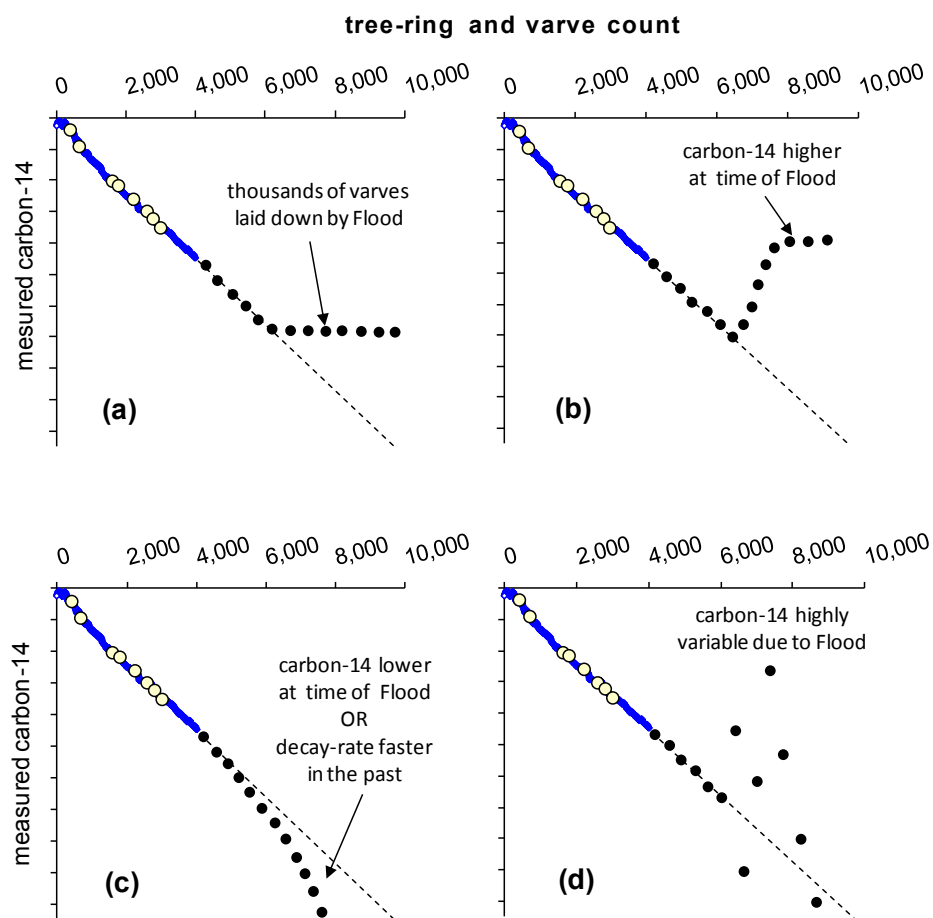 tree-ring and varve count
0 2,000 4,000 6,000 8,000 10,000
0 2,000 4,000 6,000 8,000 10,000
mesured carbon-14
thousands of varves
laid down by Flood
(a)
carbon-14 higher
at time of Flood
(b)
0 2,000 4,000 6,000 8,000 10,000
0 2,000 4,000 6,000 8,000 10,000
measured carbon-14
carbon-14 lower
at time of Flood
OR
decay-rate faster
in the past
(c)
carbon-14 highly
variable due to Flood
(d)